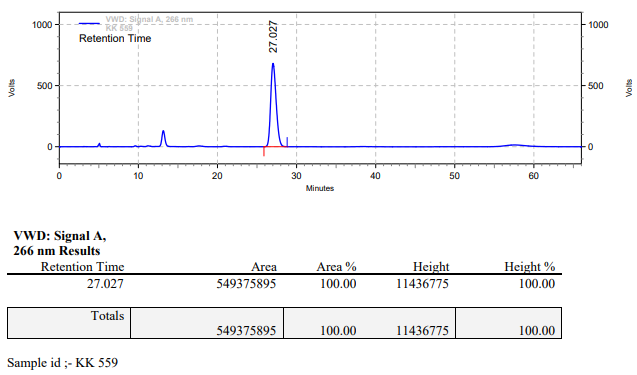 VWD: Signal A, 266 nm
KK 559
Retention Time
27.027
Volts
1000
500
0
1000
500
0
Volts
0 10 20 30 40 50 60
Minutes
VWD: Signal A,
266 nm Results
Retention Time Area Area % Height Height %
27.027 549375895 100.00 11436775 100.00
Totals
549375895 100.00 11436775 100.00
Sample id ;- KK 559